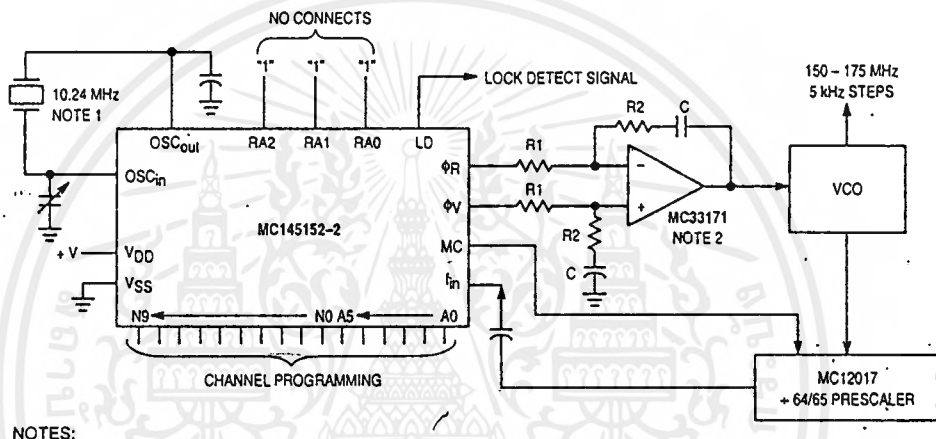 NO CONNECTS
"1" "1" "1"
LOCK DETECT SIGNAL
150 – 175 MHz
5 kHz STEPS
10.24 MHz
NOTE 1
OSCout
RA2
RA1
RA0
LD
OSCin
ΦR
ΦV
MC
fin
MC145152-2
+ V
VDD
VSS
N9
N0 A5
A0
CHANNEL PROGRAMMING
R1
R1
R2
C
R2
C
–
+
MC33171
NOTE 2
VCO
MC12017
÷ 64/65 PRESCALER
NOTES: